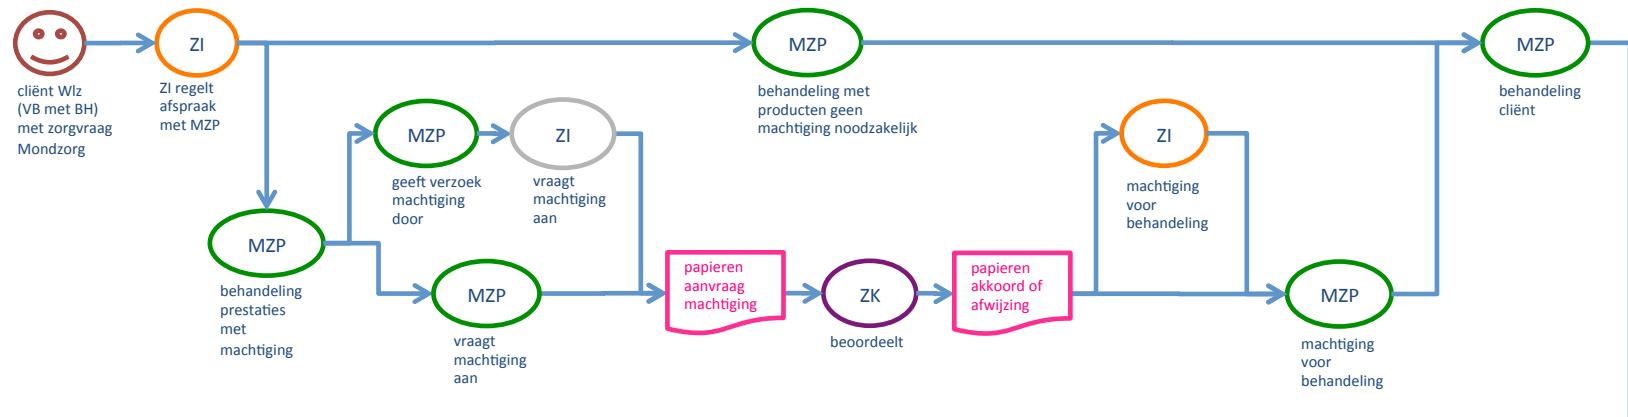 ZI
MZP
MZP
cliënt Wlz
(VB met BH)
met zorgvraag
Mondzorg
ZI regelt
afspraak
met MZP
behandeling met
producten geen
machtiging noodzakelijk
behandeling
cliënt
MZP
ZI
ZI
geeft verzoek
machtiging
door
vraagt
machtiging
aan
machtiging
voor
behandeling
MZP
behandeling
prestaties
met
machtiging
MZP
vraagt
machtiging
aan
papieren
aanvraag
machtiging
ZK
beoordeelt
papieren
akkoord of
afwijzing
MZP
machtiging
voor
behandeling